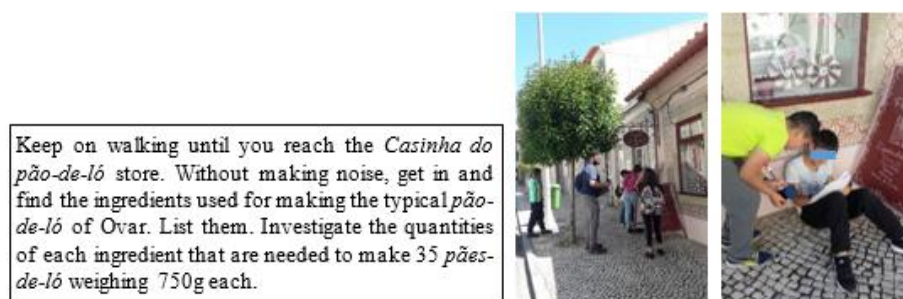 Keep on walking until you reach the Casinha do
pão-de-ló store. Without making noise, get in and
find the ingredients used for making the typical pão-
de-ló of Ovar. List them. Investigate the quantities
of each ingredient that are needed to make 35 pães-
de-ló weighing 750g each.